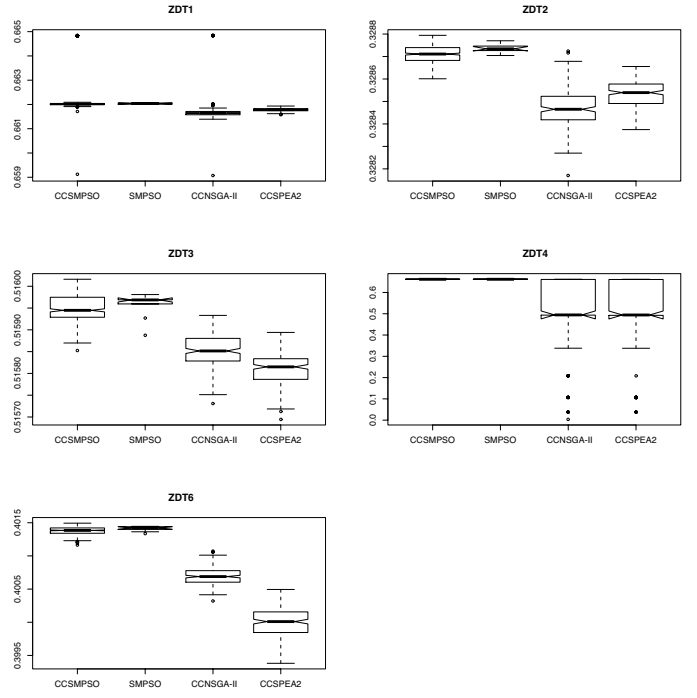 ZDT1
0.665
0.663
0.661
0.659
CCSMPSO SMPSO CCNSGA-II CCSPEA2
ZDT2
0.3288
0.3286
0.3284
0.3282
CCSMPSO SMPSO CCNSGA-II CCSPEA2
ZDT3
0.51600
0.51590
0.51580
0.51570
CCSMPSO SMPSO CCNSGA-II CCSPEA2
ZDT4
0.6
0.5
0.4
0.3
0.2
0.1
0.0
CCSMPSO SMPSO CCNSGA-II CCSPEA2
ZDT6
0.4015
0.4005
0.3995
CCSMPSO SMPSO CCNSGA-II CCSPEA2